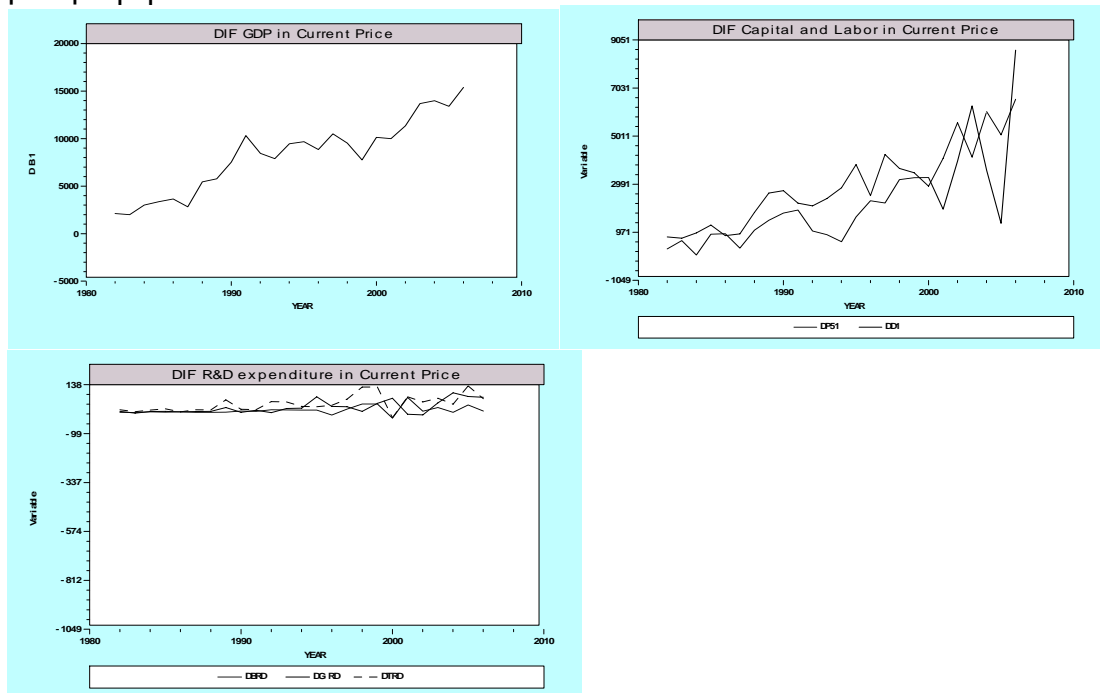 DIF GDP in Current Price
20000
15000
10000
5000
0
-5000
DB1
1980 1990 2000 2010
YEAR
DIF Capital and Labor in Current Price
9051
7031
5011
2991
971
-1049
Variable
1980 1990 2000 2010
YEAR
DP51 DD1
DIF R&D expenditure in Current Price
138
-99
-337
-574
-812
-1049
Variable
1980 1990 2000 2010
YEAR
DBRD DGRD DTRD